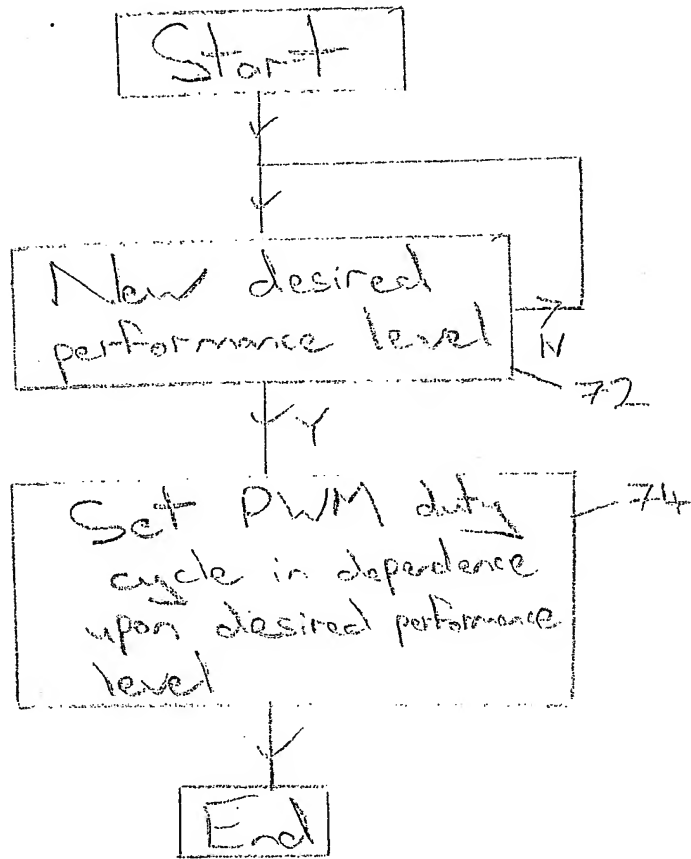 Start
New desired
performance level
N
72
Y
Set PWM duty
cycle in dependence
upon desired performance
level
74
End